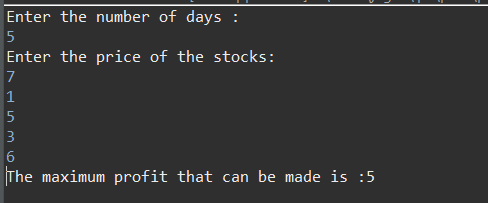 Enter the number of days :
5
Enter the price of the stocks:
7
1
5
3
6
The maximum profit that can be made is :5